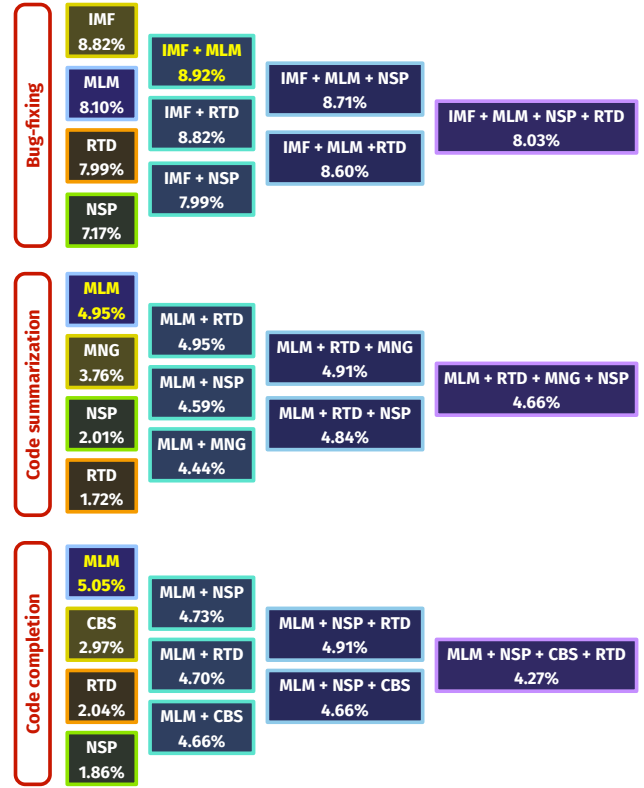 Bug-fixing
IMF
8.82%
MLM
8.10%
RTD
7.99%
NSP
7.17%
IMF + MLM
8.92%
IMF + RTD
8.82%
IMF + NSP
7.99%
IMF + MLM + NSP
8.71%
IMF + MLM +RTD
8.60%
IMF + MLM + NSP + RTD
8.03%
Code summarization
MLM
4.95%
MNG
3.76%
NSP
2.01%
RTD
1.72%
MLM + RTD
4.95%
MLM + NSP
4.59%
MLM + MNG
4.44%
MLM + RTD + MNG
4.91%
MLM + RTD + NSP
4.84%
MLM + RTD + MNG + NSP
4.66%
Code completion
MLM
5.05%
CBS
2.97%
RTD
2.04%
NSP
1.86%
MLM + NSP
4.73%
MLM + RTD
4.70%
MLM + CBS
4.66%
MLM + NSP + RTD
4.91%
MLM + NSP + CBS
4.66%
MLM + NSP + CBS + RTD
4.27%